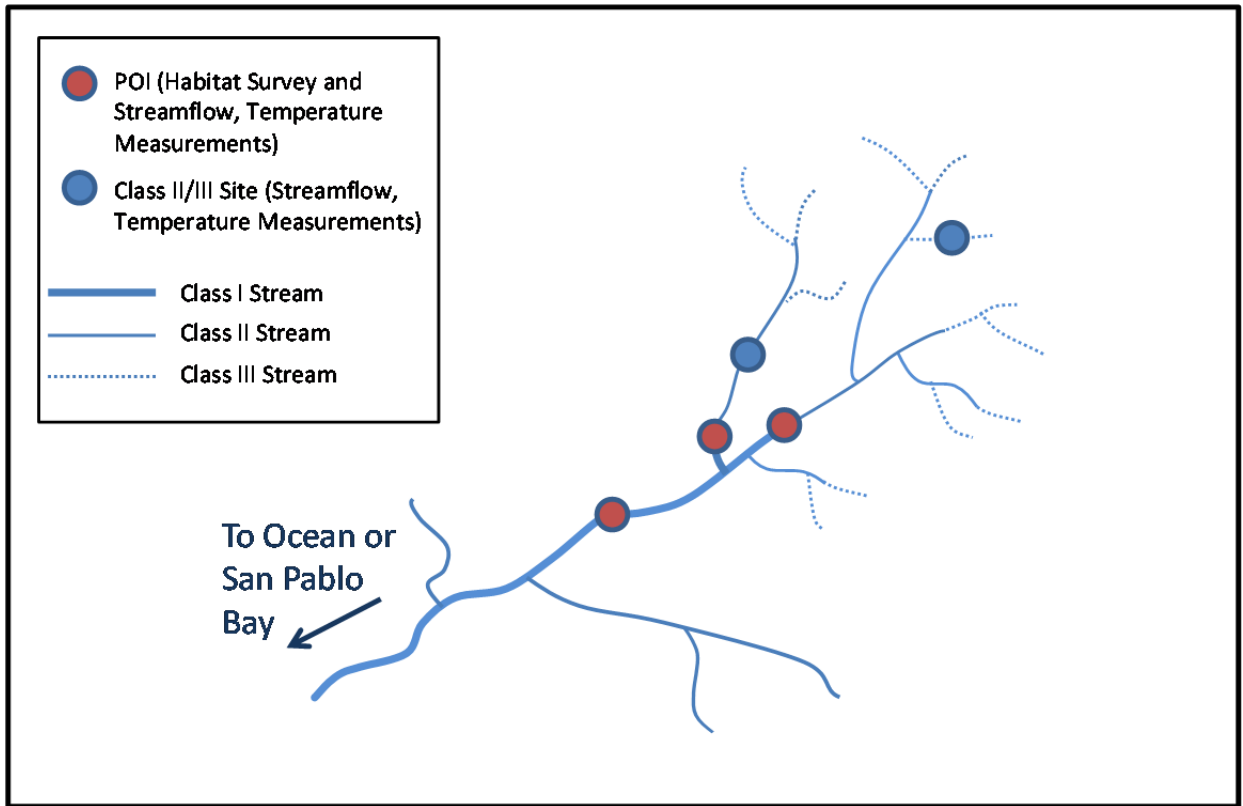 POI (Habitat Survey and
Streamflow, Temperature
Measurements)
Class II/III Site (Streamflow,
Temperature Measurements)
Class I Stream
Class II Stream
Class III Stream
To Ocean or
San Pablo
Bay